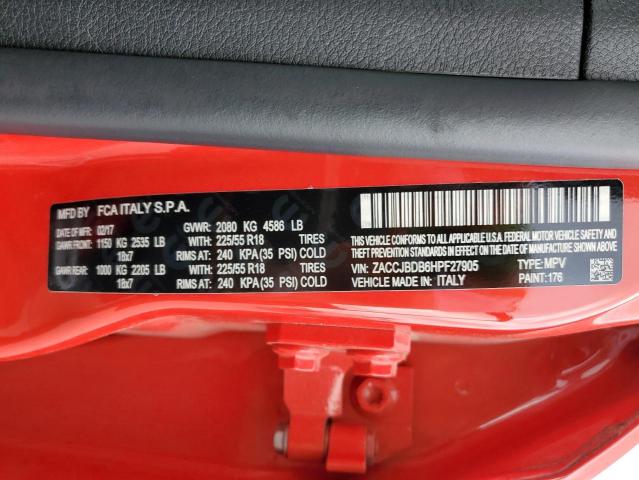 MFD BY FCA ITALY S.P.A.
DATE OF MFR: 02/17 GVWR: 2080 KG 4586 LB
GAWR FRONT: 1150 KG 2535 LB WITH: 225/55 R18 TIRES
18x7 RIMS AT: 240 KPA(35 PSI) COLD
GAWR REAR: 1000 KG 2205 LB WITH: 225/55 R18 TIRES
18x7 RIMS AT: 240 KPA(35 PSI) COLD
THIS VEHICLE CONFORMS TO ALL APPLICABLE U.S.A. FEDERAL MOTOR VEHICLE SAFETY, BUMPER, AND
THEFT PREVENTION STANDARDS IN EFFECT ON THE DATE OF MANUFACTURE SHOWN ABOVE.
VIN: ZACCJBDB6HPF27905 TYPE: MPV
VEHICLE MADE IN: ITALY PAINT: 176